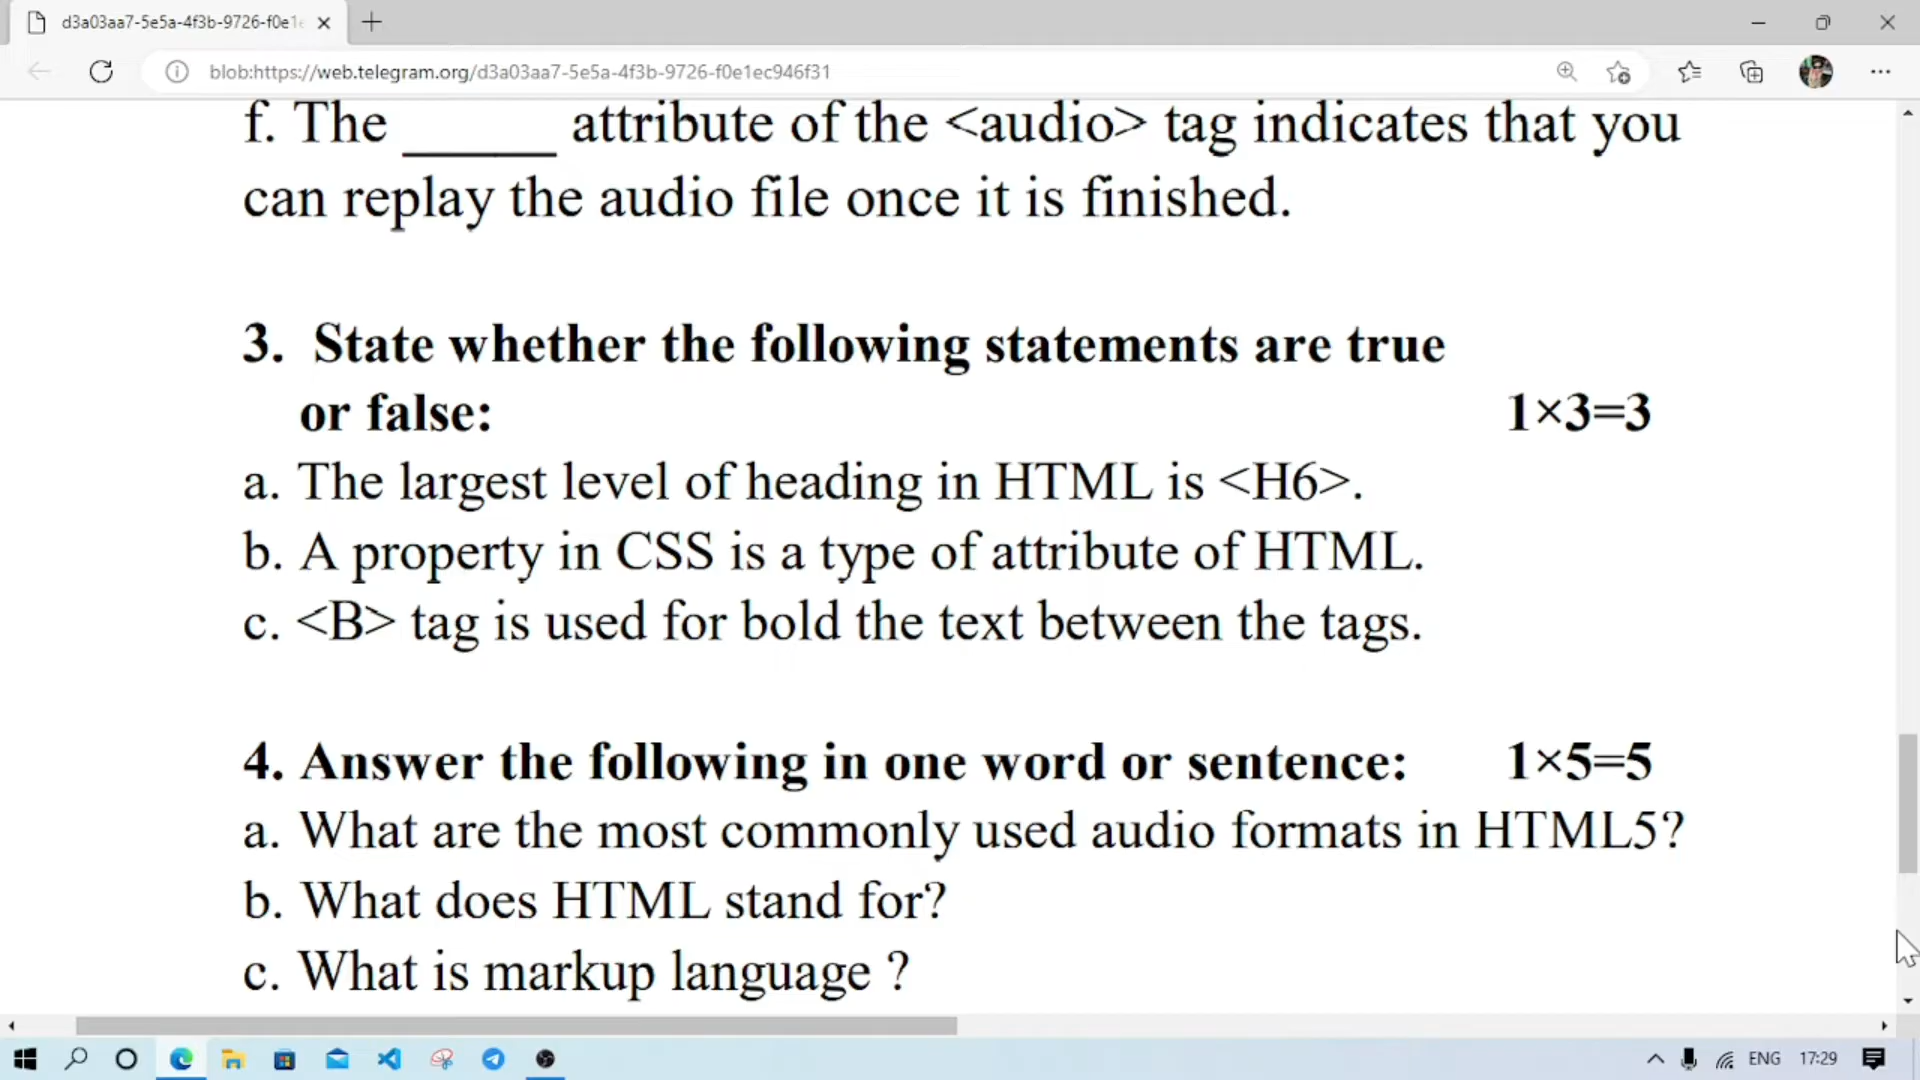 d3a03aa7-5e5a-4f3b-9726-f0e1e
blob:https://web.telegram.org/d3a03aa7-5e5a-4f3b-9726-f0e1ec946f31
f. The ______ attribute of the <audio> tag indicates that you
can replay the audio file once it is finished.
3. State whether the following statements are true
or false: 1×3=3
a. The largest level of heading in HTML is <H6>.
b. A property in CSS is a type of attribute of HTML.
c. <B> tag is used for bold the text between the tags.
4. Answer the following in one word or sentence: 1×5=5
a. What are the most commonly used audio formats in HTML5?
b. What does HTML stand for?
c. What is markup language ?
ENG 17:29